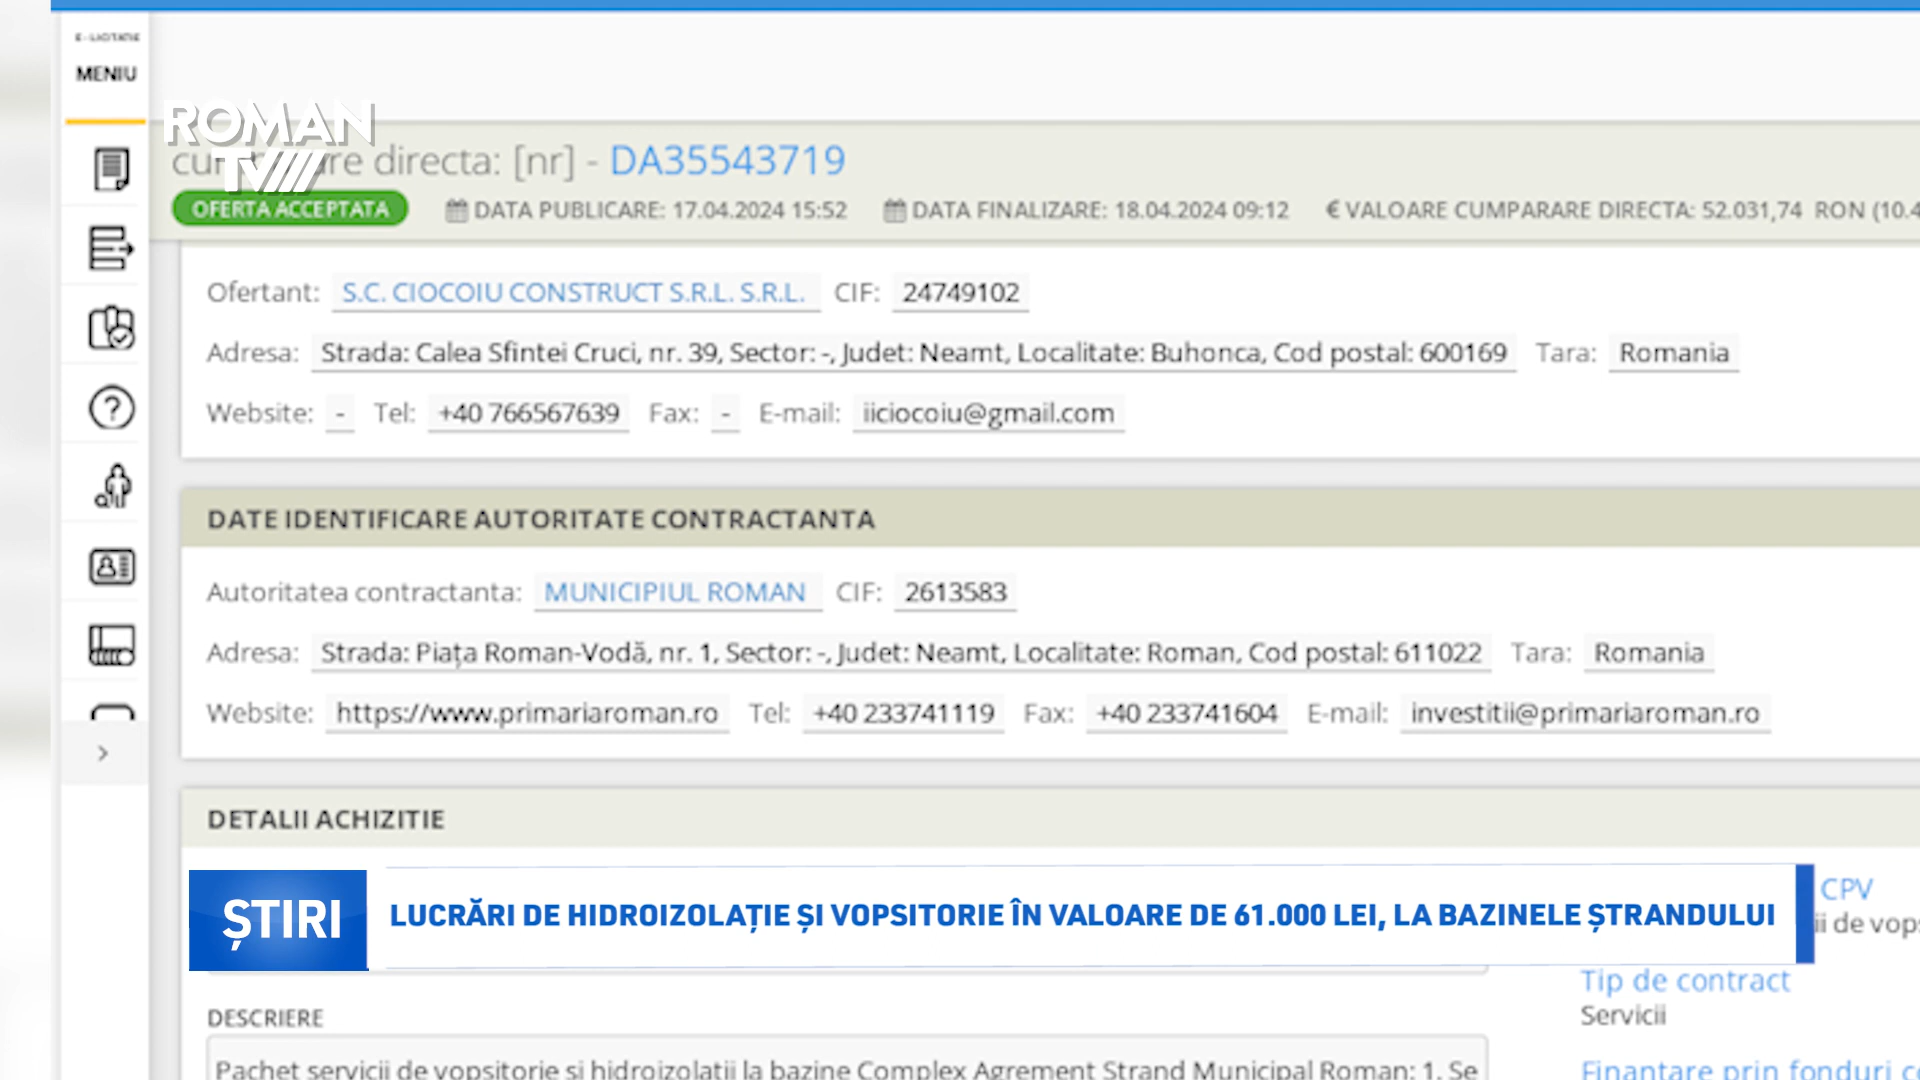 E-LICITATIE
MENIU
ROMAN
TV
directa: [nr] - DA35543719
OFERTA ACCEPTATA DATA PUBLICARE: 17.04.2024 15:52 DATA FINALIZARE: 18.04.2024 09:12 € VALOARE CUMPARARE DIRECTA: 52.031,74 RON (10.4
Ofertant: S.C. CIOCOIU CONSTRUCT S.R.L. S.R.L. CIF: 24749102
Adresa: Strada: Calea Sfintei Cruci, nr. 39, Sector: -, Judet: Neamt, Localitate: Buhonca, Cod postal: 600169 Tara: Romania
Website: - Tel: +40 766567639 Fax: - E-mail: iiciocoiu@gmail.com
DATE IDENTIFICARE AUTORITATE CONTRACTANTA
Autoritatea contractanta: MUNICIPIUL ROMAN CIF: 2613583
Adresa: Strada: Piața Roman-Vodă, nr. 1, Sector: -, Judet: Neamt, Localitate: Roman, Cod postal: 611022 Tara: Romania
Website: https://www.primariaroman.ro Tel: +40 233741119 Fax: +40 233741604 E-mail: investitii@primariaroman.ro
DETALII ACHIZITIE
CPV
ȘTIRI LUCRĂRI DE HIDROIZOLAȚIE ȘI VOPSITORIE ÎN VALOARE DE 61.000 LEI, LA BAZINELE ȘTRANDULUI
ii de vops
Tip de contract
Servicii
DESCRIERE
Pachet servicii de vopsitorie si hidroizolatii la bazine Complex Agrement Strand Municipal Roman: 1. Se
Finantare prin fonduri c